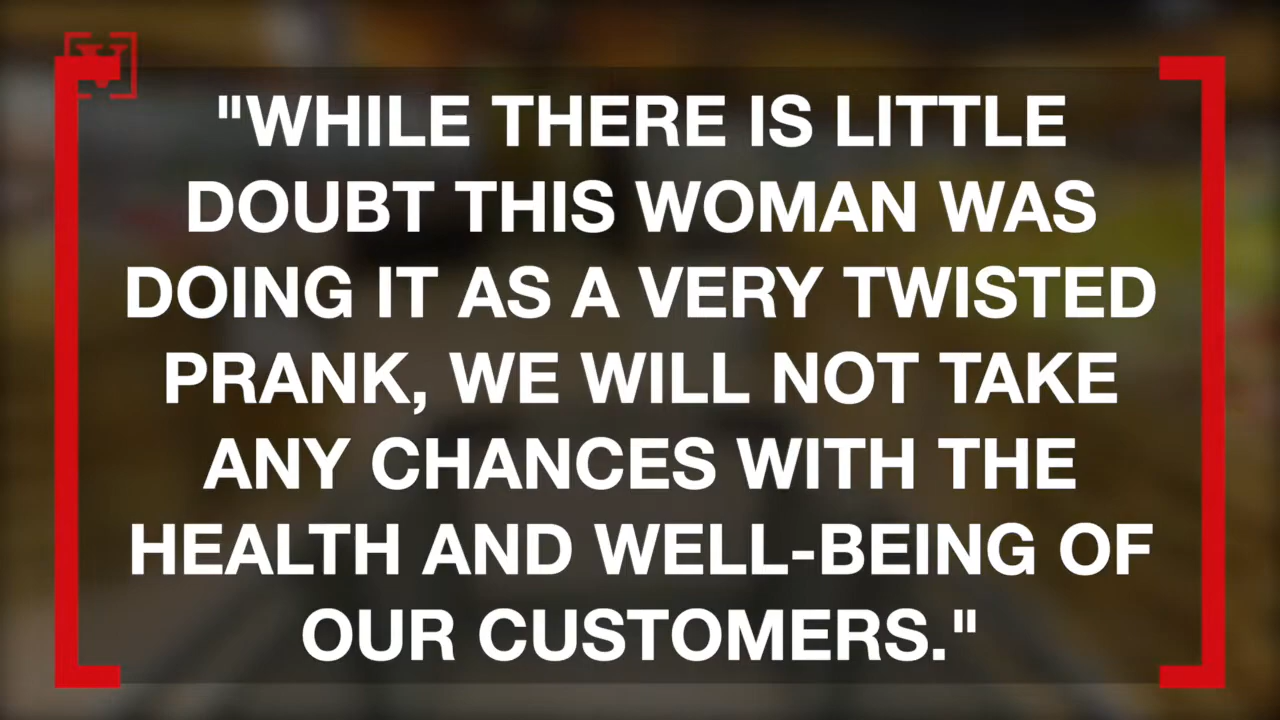 "WHILE THERE IS LITTLE
DOUBT THIS WOMAN WAS
DOING IT AS A VERY TWISTED
PRANK, WE WILL NOT TAKE
ANY CHANCES WITH THE
HEALTH AND WELL-BEING OF
OUR CUSTOMERS."